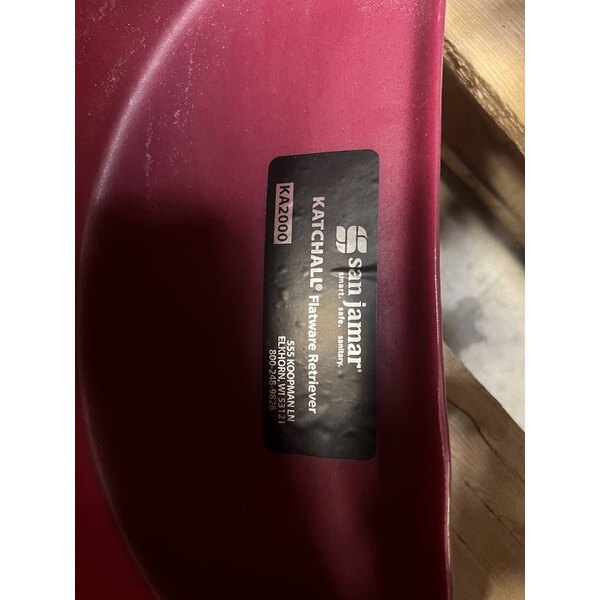 san jamar®
smart. safe. sanitary.
KATCHALL® Flatware Retriever
KA2000
555 KOOPMAN LN
ELKHORN, WI 53121
800-248-9826